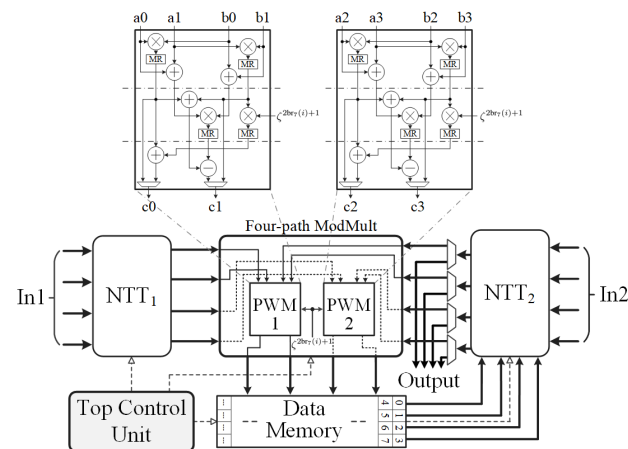 a0 a1 b0 b1 a2 a3 b2 b3
MR MR MR MR
MR MR MR MR
ζ^{2br₇(i)+1} ζ^{2br₇(i)+1}
c0 c1 c2 c3
Four-path ModMult
In1
NTT₁
PWM
1
PWM
2
ζ^{2br₇(i)+1}
NTT₂
In2
Output
Top Control
Unit
Data
Memory
4 0
5 1
6 2
7 3